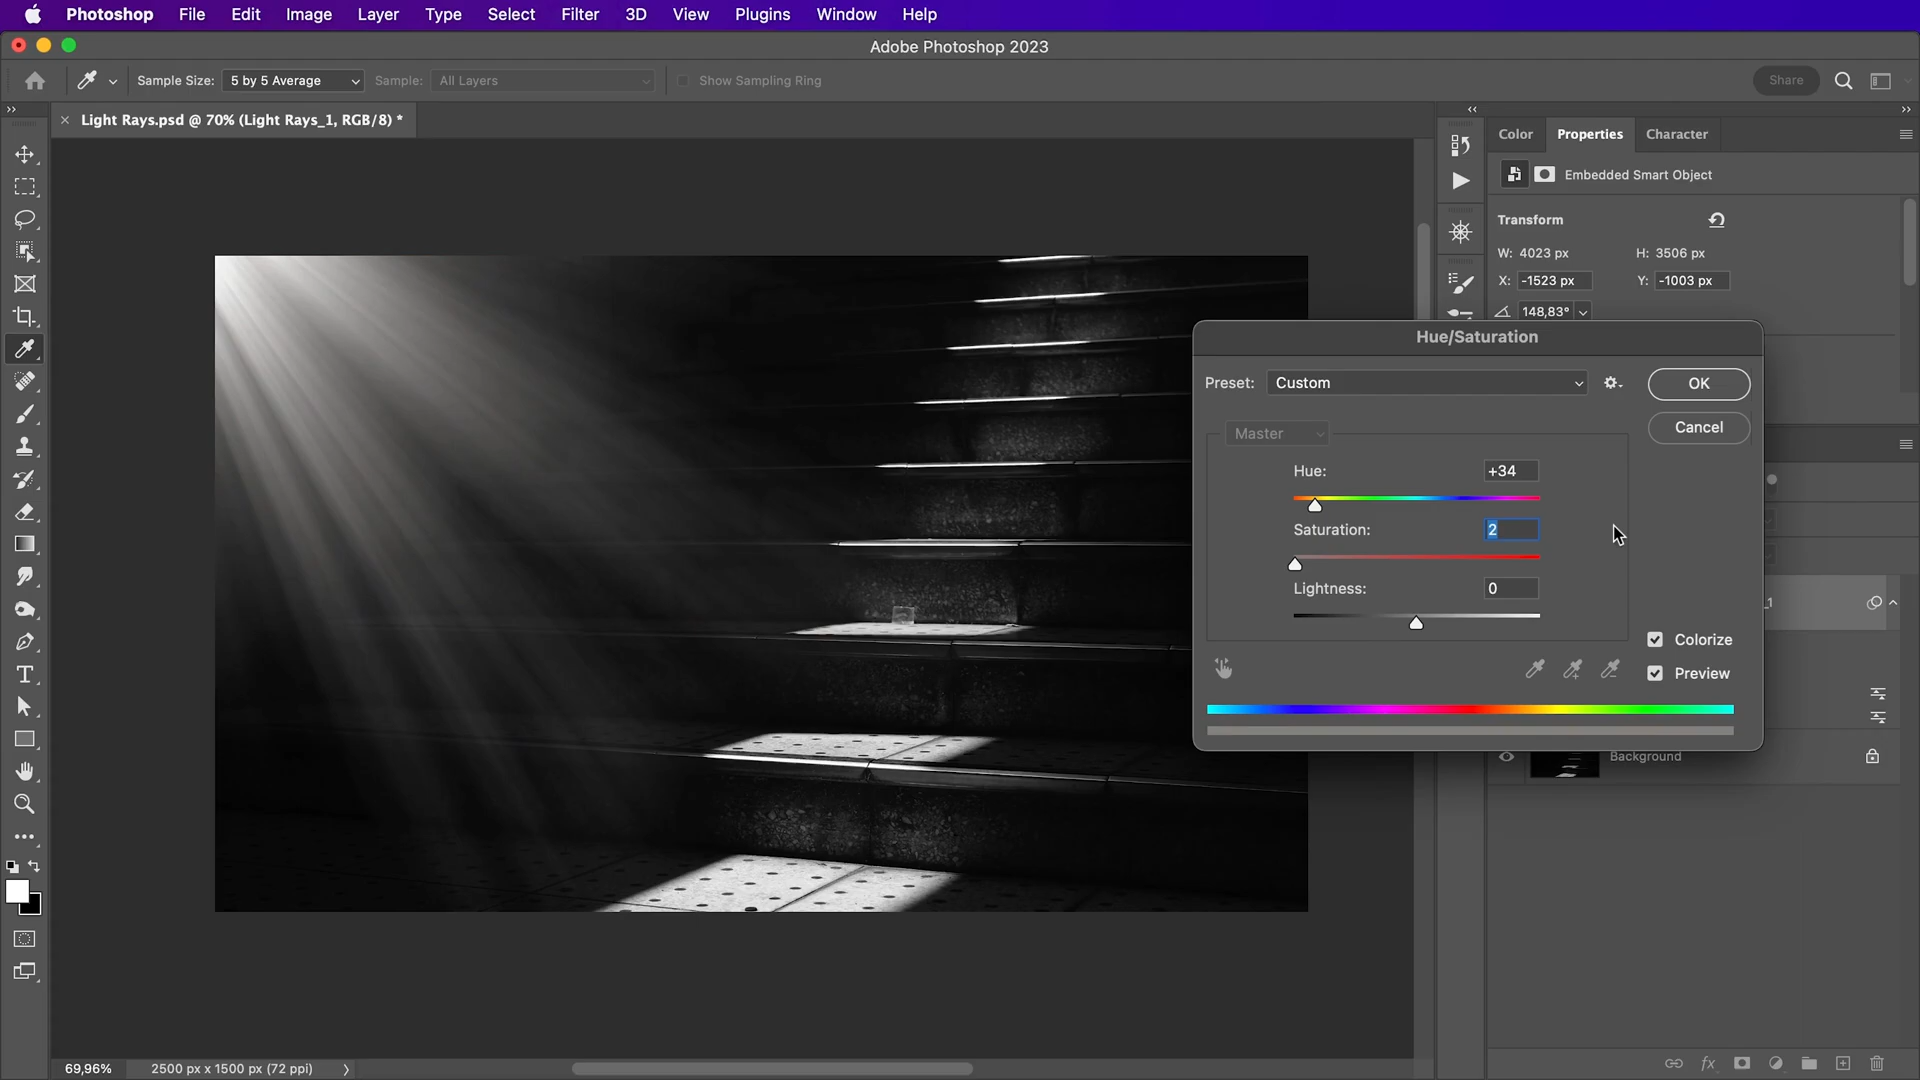 Photoshop File Edit Image Layer Type Select Filter 3D View Plugins Window Help
Adobe Photoshop 2023
Sample Size: 5 by 5 Average Sample: All Layers Show Sampling Ring Share
Light Rays.psd @ 70% (Light Rays_1, RGB/8) *
Color Properties Character
Embedded Smart Object
Transform
W: 4023 px H: 3506 px
X: -1523 px Y: -1003 px
148,83°
Hue/Saturation
Preset: Custom OK
Cancel
Master
Hue: +34
Saturation: 2
Lightness: 0
_1
Colorize
Preview
Background
fx
69,96% 2500 px x 1500 px (72 ppi)